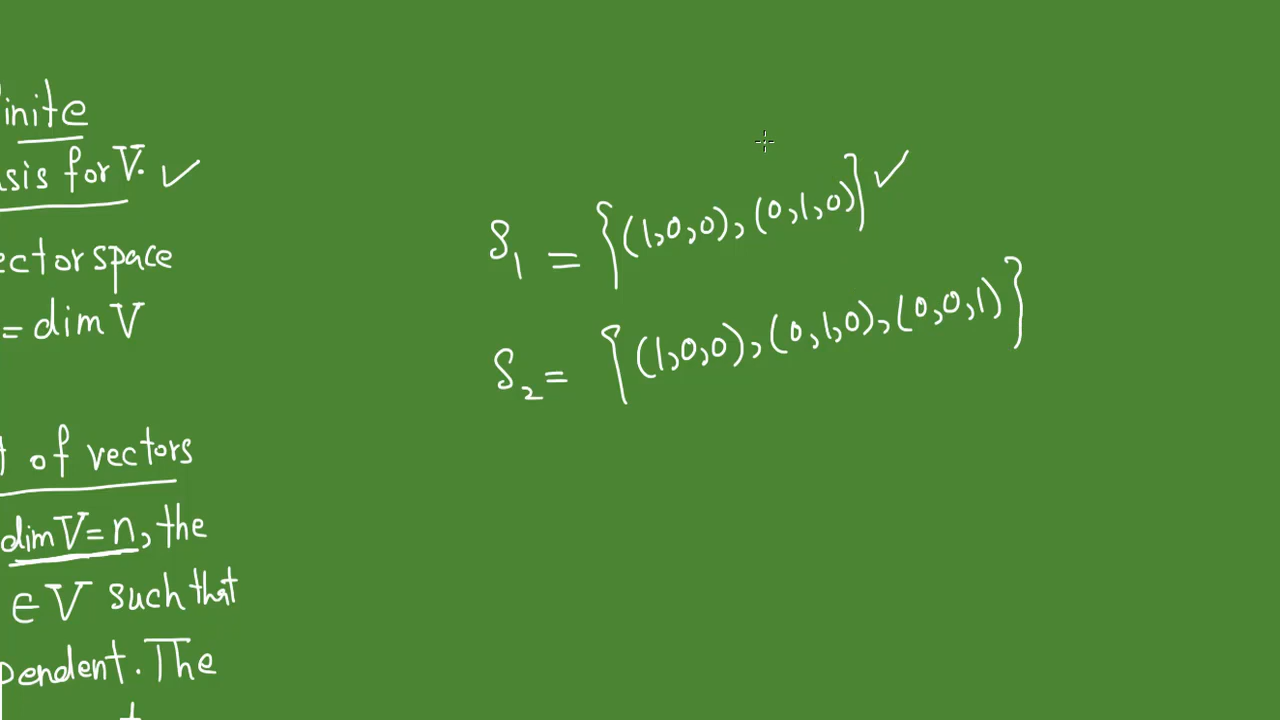 inite
asis for V. ✓
ector space
= dim V
t of vectors
dim V = n, the
∈ V such that
pendent. The
S₁ = {(1,0,0), (0,1,0)} ✓
S₂ = {(1,0,0), (0,1,0), (0,0,1)}